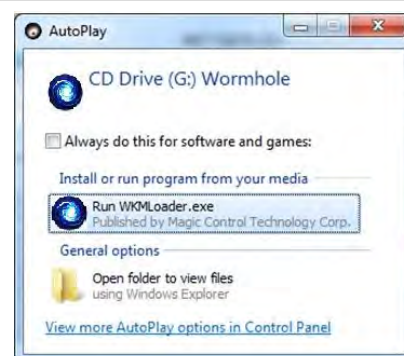 AutoPlay
CD Drive (G:) Wormhole
Always do this for software and games:
Install or run program from your media
Run WKMLoader.exe
Published by Magic Control Technology Corp.
General options
Open folder to view files
using Windows Explorer
View more AutoPlay options in Control Panel